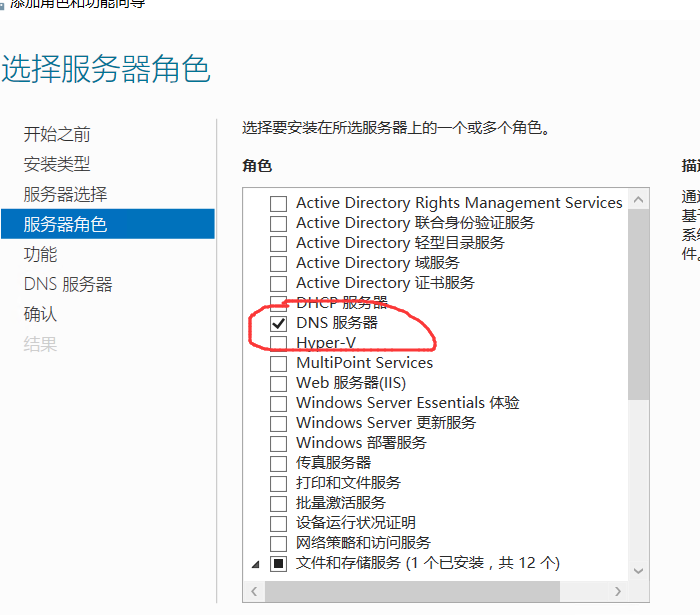 添加角色和功能向导
选择服务器角色
开始之前
安装类型
服务器选择
服务器角色
功能
DNS 服务器
确认
结果
选择要安装在所选服务器上的一个或多个角色。
角色
Active Directory Rights Management Services
Active Directory 联合身份验证服务
Active Directory 轻型目录服务
Active Directory 域服务
Active Directory 证书服务
DHCP 服务器
DNS 服务器
Hyper-V
MultiPoint Services
Web 服务器(IIS)
Windows Server Essentials 体验
Windows Server 更新服务
Windows 部署服务
传真服务器
打印和文件服务
批量激活服务
设备运行状况证明
网络策略和访问服务
文件和存储服务 (1 个已安装，共 12 个)
描
通
基
系
件。